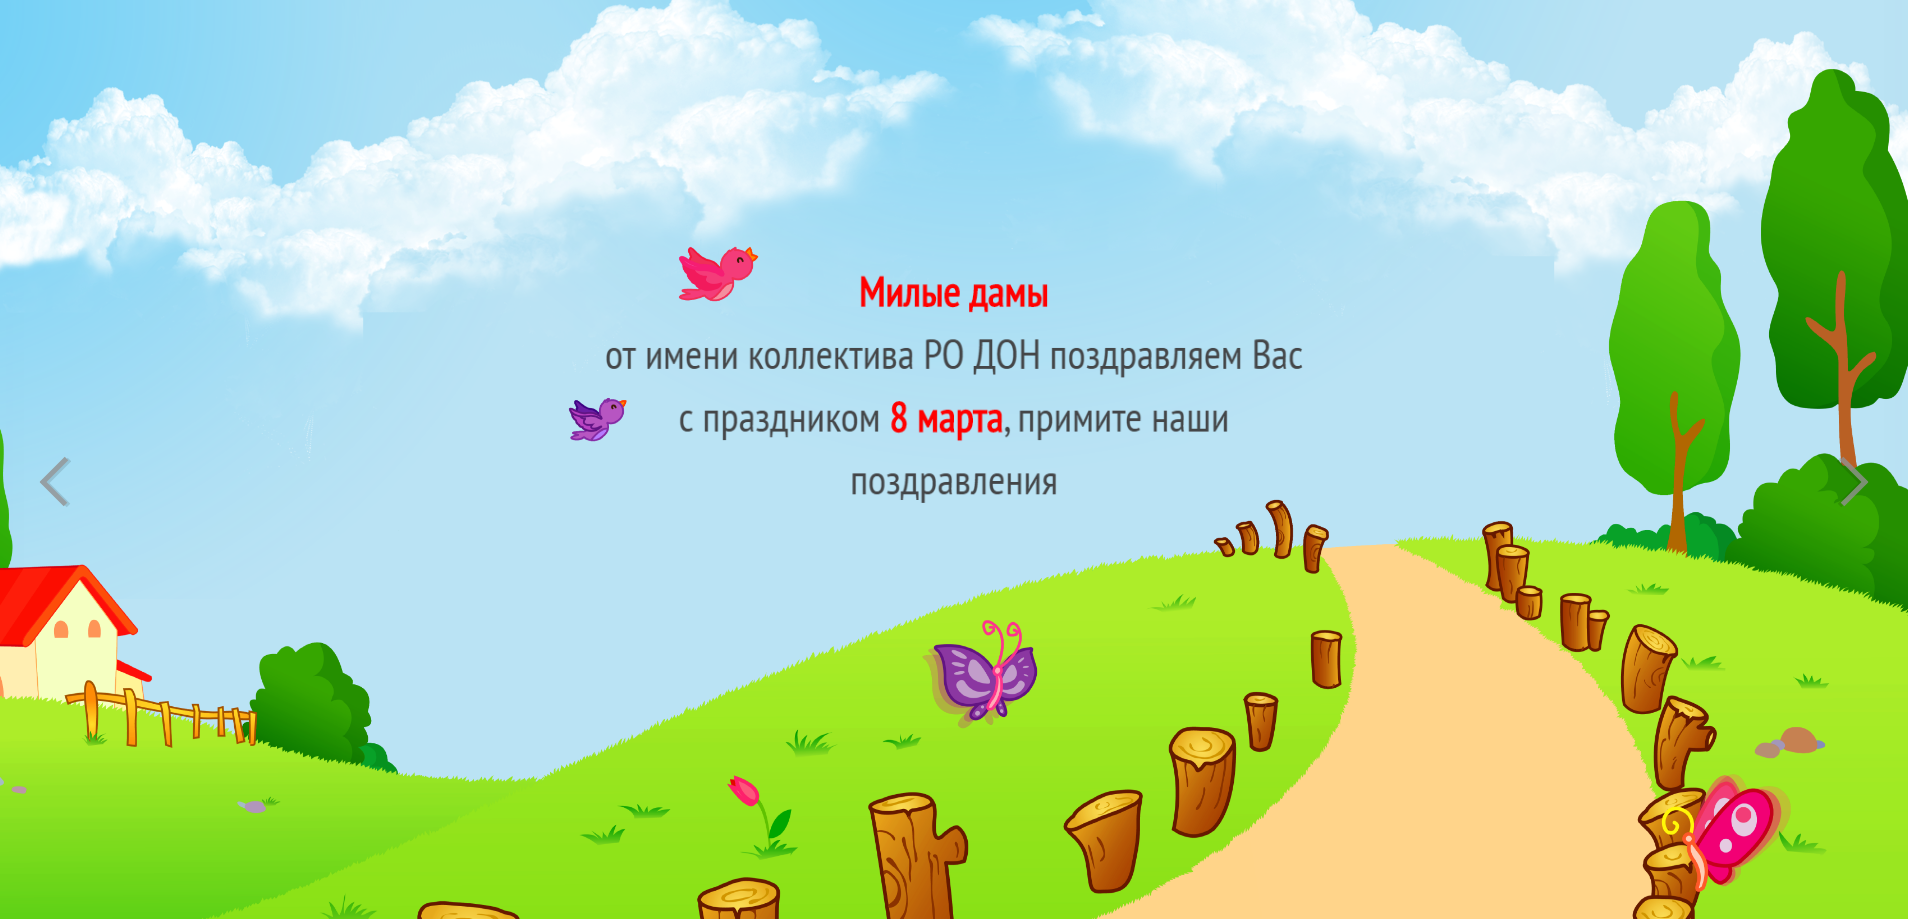 Милые дамы
от имени коллектива РО ДОН поздравляем Вас
с праздником 8 марта, примите наши
поздравления